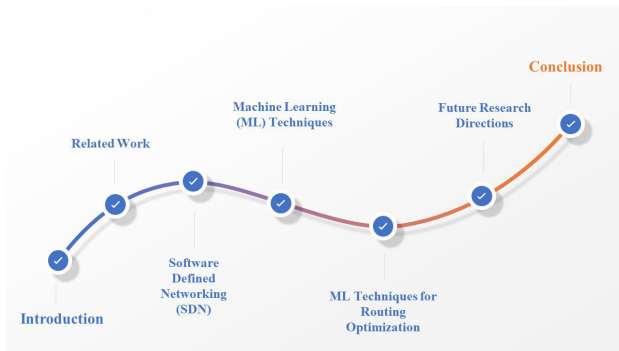 Introduction
Related Work
Software
Defined
Networking
(SDN)
Machine Learning
(ML) Techniques
ML Techniques for
Routing
Optimization
Future Research
Directions
Conclusion